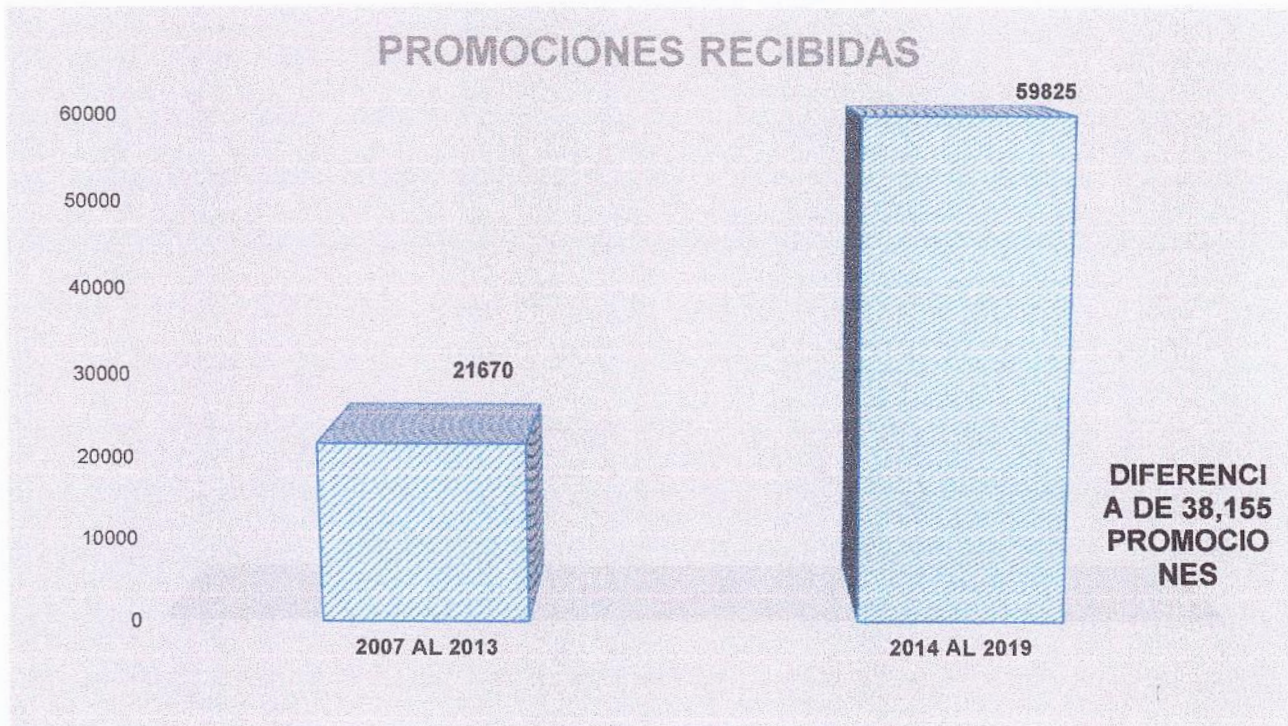 PROMOCIONES RECIBIDAS
59825
60000
50000
40000
30000
21670
20000
10000
0
DIFERENCI
A DE 38,155
PROMOCIO
NES
2007 AL 2013
2014 AL 2019